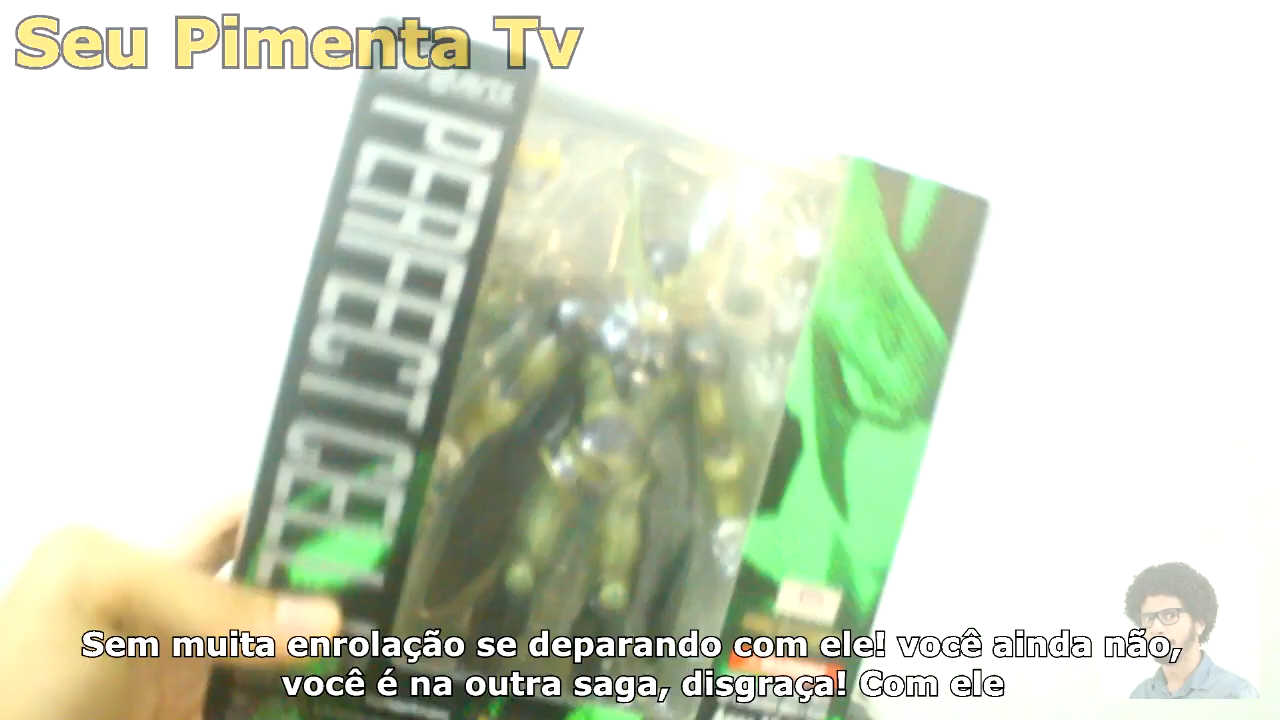 Seu Pimenta Tv
PERFECT CELL
Sem muita enrolação se deparando com ele! você ainda não,
você é na outra saga, disgraça! Com ele